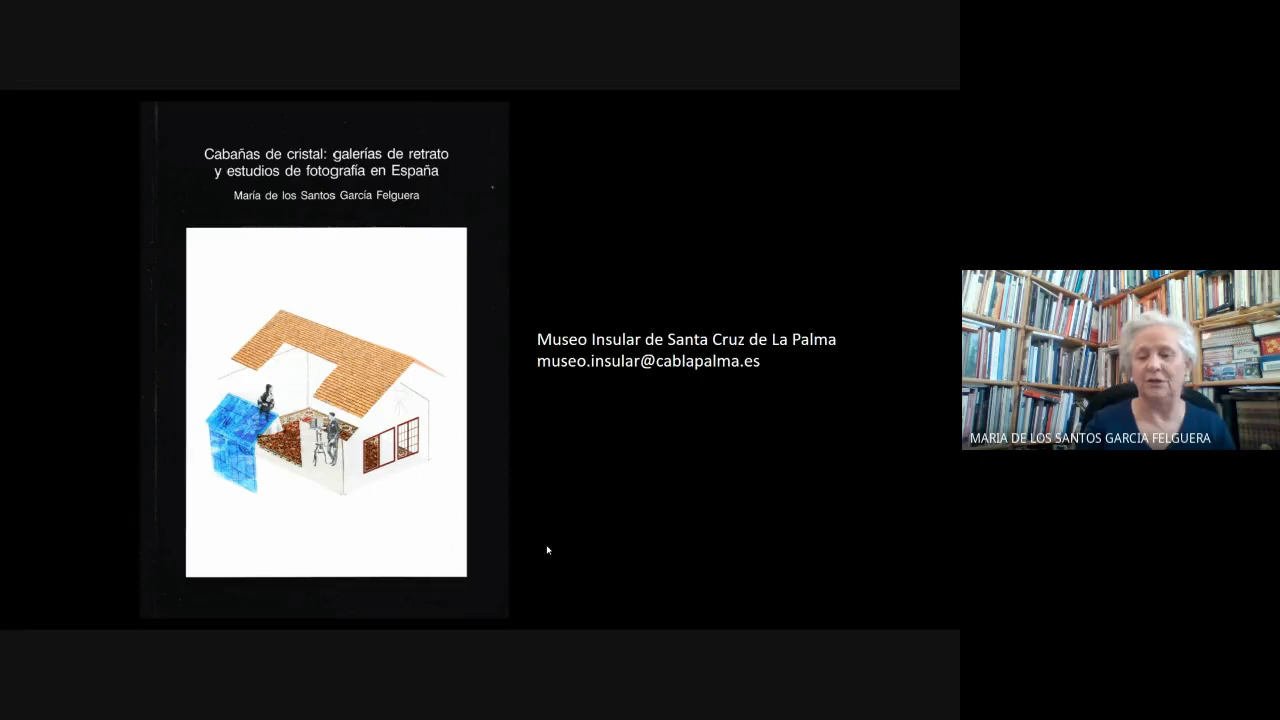 Cabañas de cristal: galerías de retrato
y estudios de fotografía en España
María de los Santos García Felguera
Museo Insular de Santa Cruz de La Palma
museo.insular@cablapalma.es
MARIA DE LOS SANTOS GARCIA FELGUERA